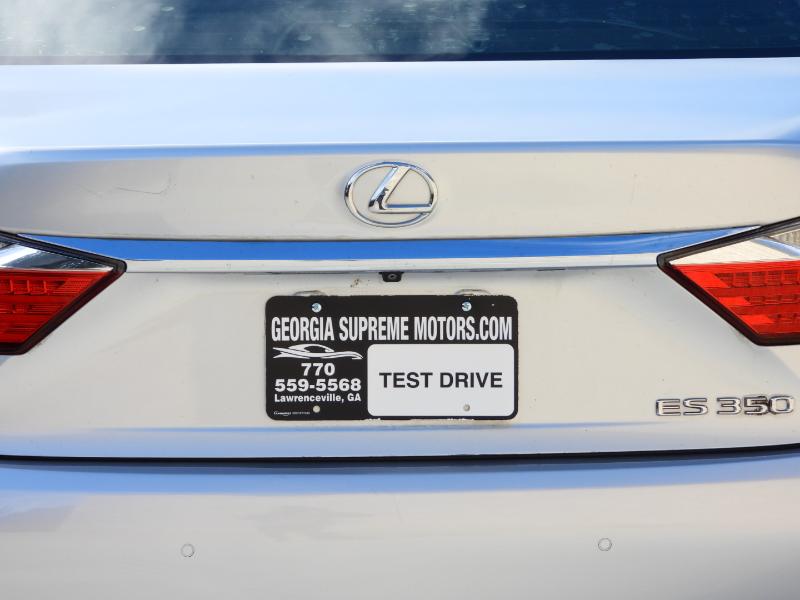 GEORGIA SUPREME MOTORS.COM
770
559-5568
Lawrenceville, GA
TEST DRIVE
ES 350